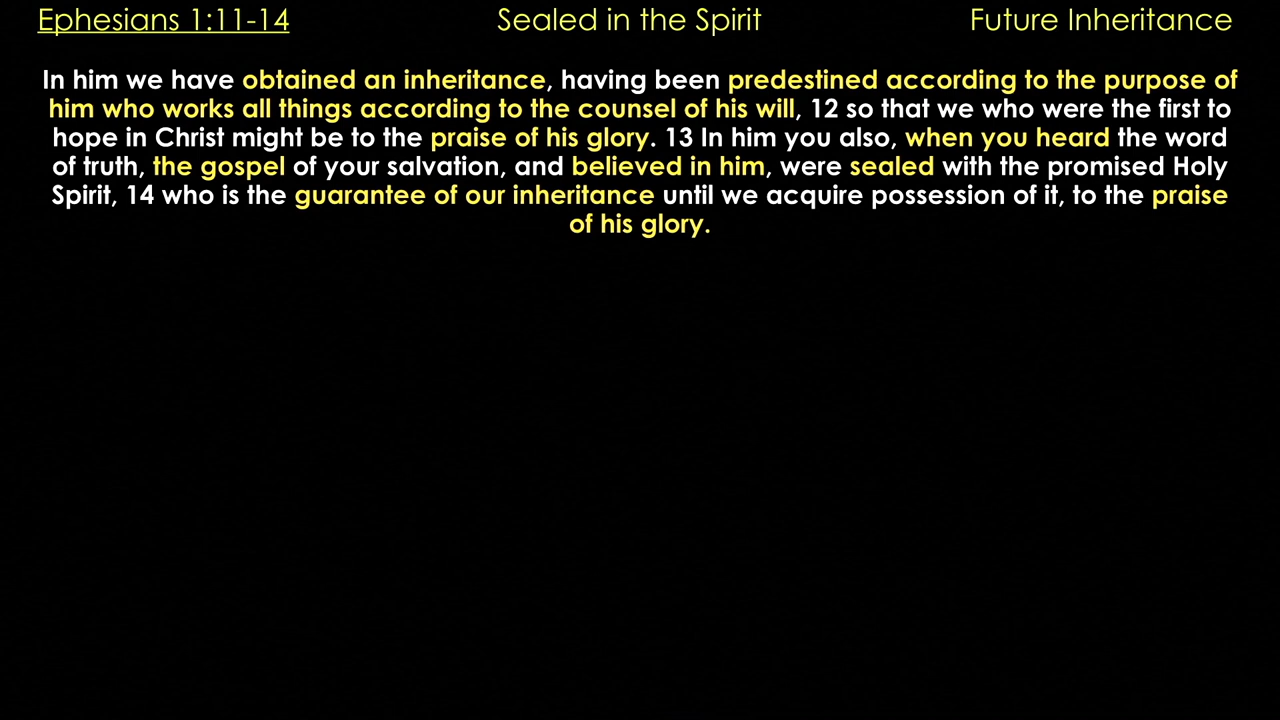 Ephesians 1:11-14 Sealed in the Spirit Future Inheritance
In him we have obtained an inheritance, having been predestined according to the purpose of
him who works all things according to the counsel of his will, 12 so that we who were the first to
hope in Christ might be to the praise of his glory. 13 In him you also, when you heard the word
of truth, the gospel of your salvation, and believed in him, were sealed with the promised Holy
Spirit, 14 who is the guarantee of our inheritance until we acquire possession of it, to the praise
of his glory.